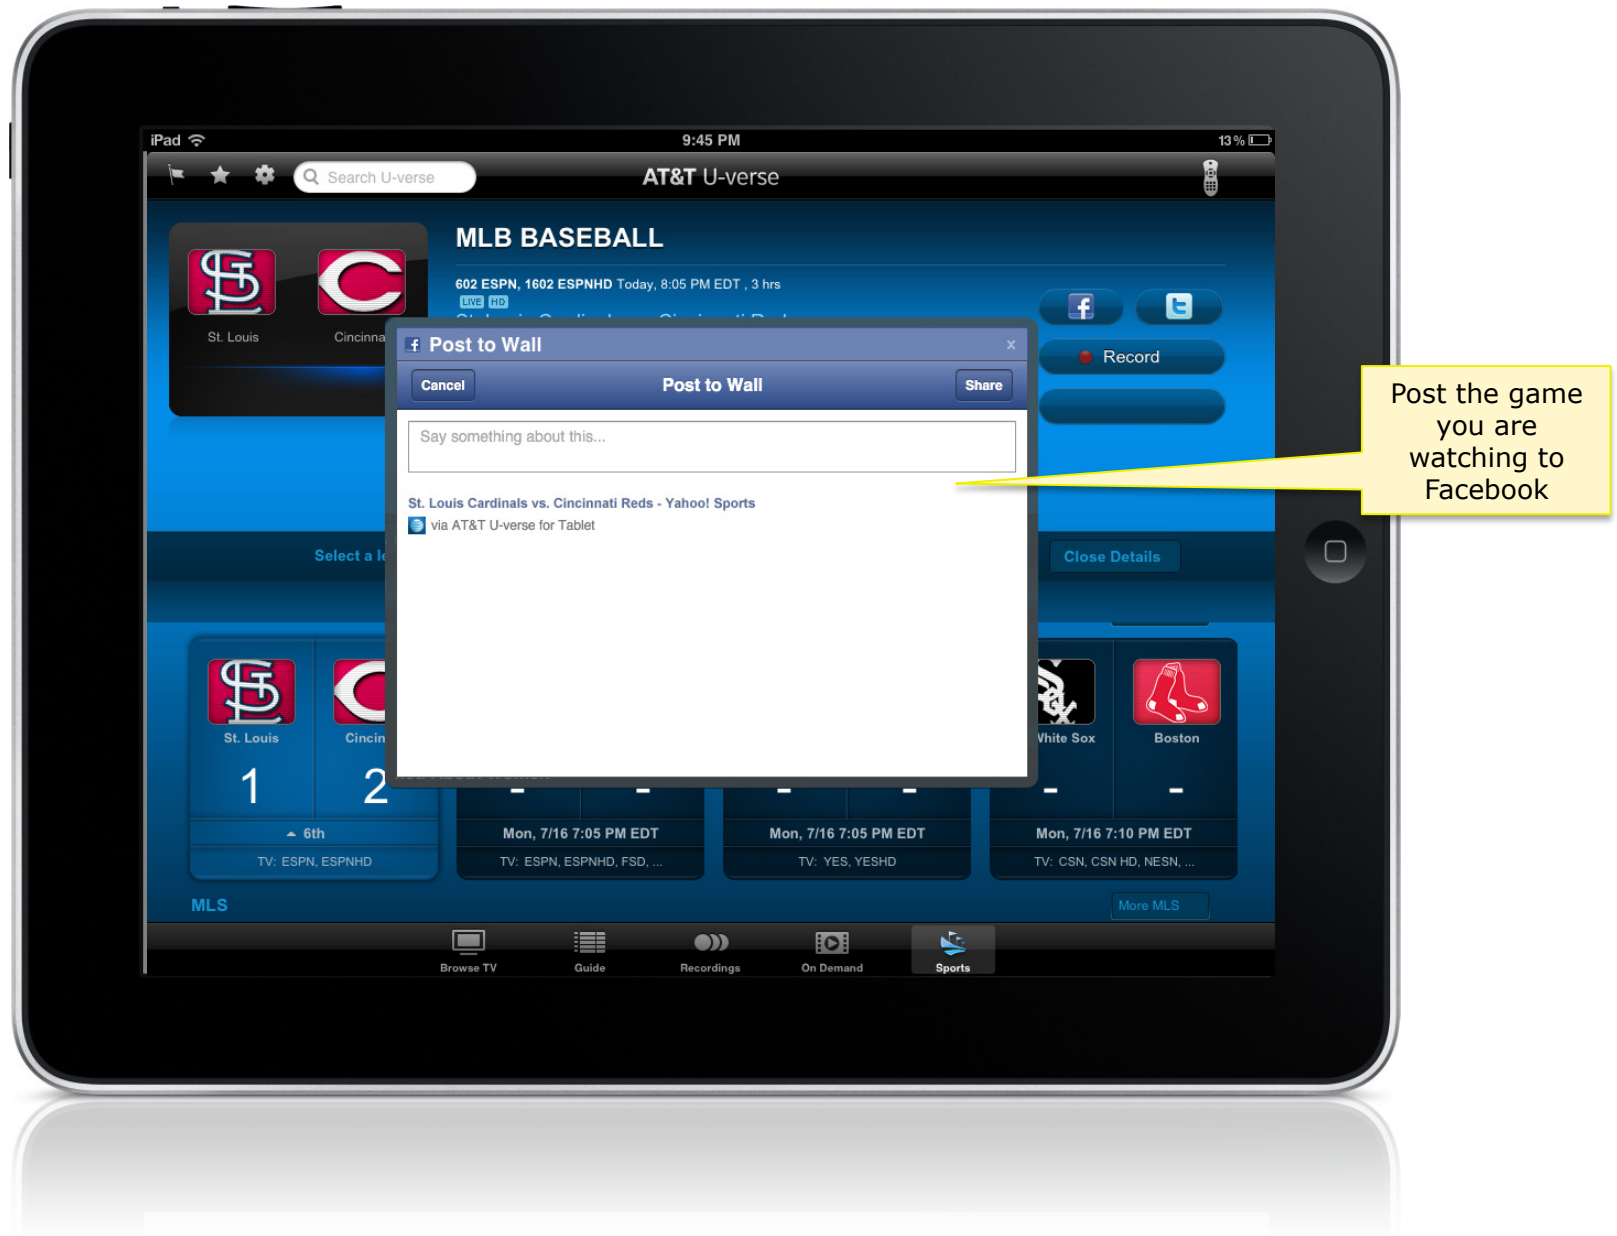 iPad
9:45 PM
13%
Search U-verse
AT&T U-verse
MLB BASEBALL
602 ESPN, 1602 ESPNHD Today, 8:05 PM EDT , 3 hrs
LIVE HD
St. Louis
Cincinna
Record
Post to Wall
x
Cancel
Post to Wall
Share
Say something about this...
St. Louis Cardinals vs. Cincinnati Reds - Yahoo! Sports
via AT&T U-verse for Tablet
Post the game
you are
watching to
Facebook
Select a le
Close Details
St. Louis
Cincin
White Sox
Boston
1
2
- - - - - -
6th
Mon, 7/16 7:05 PM EDT
Mon, 7/16 7:05 PM EDT
Mon, 7/16 7:10 PM EDT
TV: ESPN, ESPNHD
TV: ESPN, ESPNHD, FSD, ...
TV: YES, YESHD
TV: CSN, CSN HD, NESN, ...
MLS
More MLS
Browse TV
Guide
Recordings
On Demand
Sports